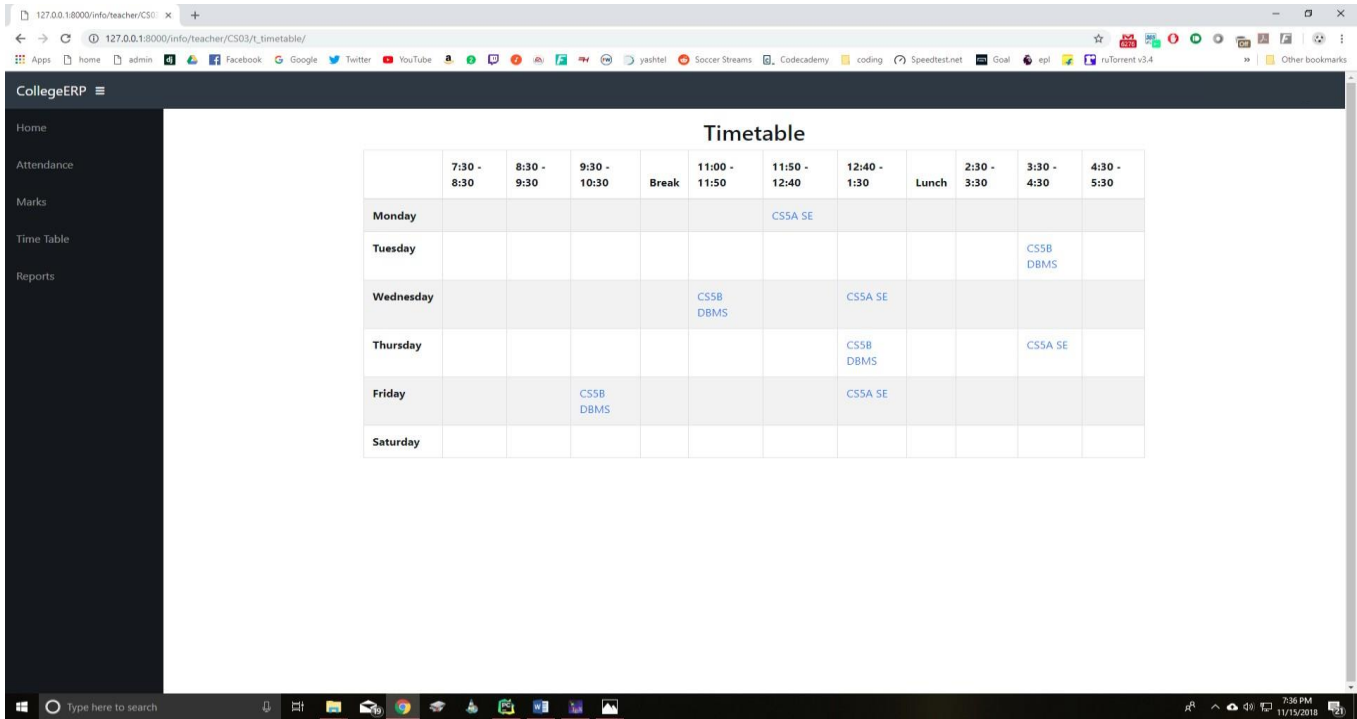 127.0.0.1:8000/info/teacher/CS0
127.0.0.1:8000/info/teacher/CS03/t_timetable/
6276
Off
Apps home admin dj Facebook G Google Twitter YouTube a yashtel Soccer Streams Codecademy coding Speedtest.net Goal epl ruTorrent v3.4 » Other bookmarks
CollegeERP
Home
Attendance
Marks
Time Table
Reports
Timetable
7:30 - 8:30 - 9:30 - 11:00 - 11:50 - 12:40 - 2:30 - 3:30 - 4:30 -
8:30 9:30 10:30 Break 11:50 12:40 1:30 Lunch 3:30 4:30 5:30
Monday CS5A SE
Tuesday CS5B
DBMS
Wednesday CS5B CS5A SE
DBMS
Thursday CS5B CS5A SE
DBMS
Friday CS5B CS5A SE
DBMS
Saturday
Type here to search
19
7:36 PM
11/15/2018
21